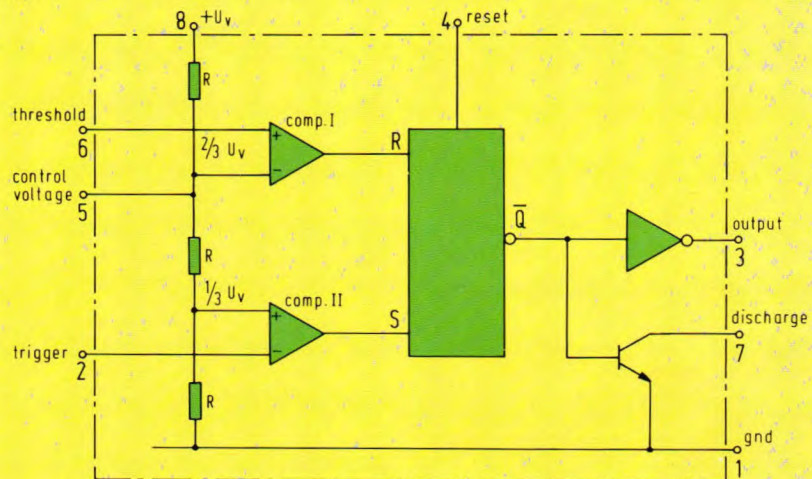 8 +Uv
4 reset
R
threshold
6
comp.I
2/3 Uv
+
−
R
control
voltage
5
Q̅
output
3
R
1/3 Uv
comp.II
+
−
S
discharge
7
trigger
2
R
gnd
1